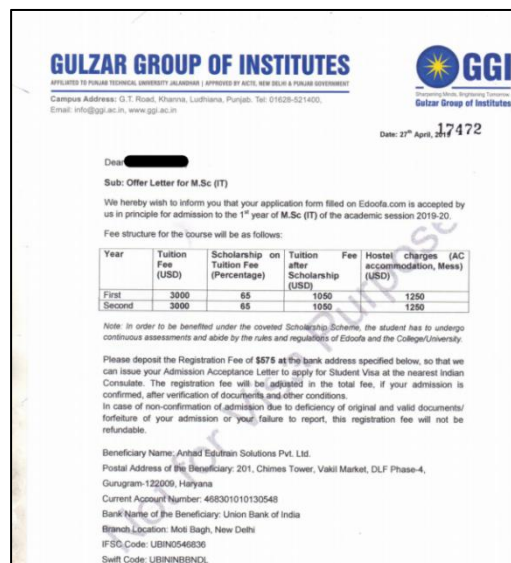 GULZAR GROUP OF INSTITUTES
AFFILIATED TO PUNJAB TECHNICAL UNIVERSITY JALANDHAR | APPROVED BY AICTE, NEW DELHI & PUNJAB GOVERNMENT
Campus Address: G.T. Road, Khanna, Ludhiana, Punjab. Tel: 01628-521400,
Email: info@ggi.ac.in, www.ggi.ac.in
GGI
Sharpening Minds, Brightening Tomorrow
Gulzar Group of Institutes
Date: 27th April, 2019
17472
Dear
Sub: Offer Letter for M.Sc (IT)
We hereby wish to inform you that your application form filled on Edoofa.com is accepted by
us in principle for admission to the 1st year of M.Sc (IT) of the academic session 2019-20.
Fee structure for the course will be as follows:
Year Tuition Fee (USD) Scholarship on Tuition Fee (Percentage) Tuition Fee after Scholarship (USD) Hostel charges (AC accommodation, Mess) (USD)
First 3000 65 1050 1250
Second 3000 65 1050 1250
Note: In order to be benefited under the coveted Scholarship Scheme, the student has to undergo
continuous assessments and abide by the rules and regulations of Edoofa and the College/University.
Please deposit the Registration Fee of $575 at the bank address specified below, so that we
can issue your Admission Acceptance Letter to apply for Student Visa at the nearest Indian
Consulate. The registration fee will be adjusted in the total fee, if your admission is
confirmed, after verification of documents and other conditions.
In case of non-confirmation of admission due to deficiency of original and valid documents/
forfeiture of your admission or your failure to report, this registration fee will not be
refundable.
Beneficiary Name: Anhad Edutrain Solutions Pvt. Ltd.
Postal Address of the Beneficiary: 201, Chimes Tower, Vakil Market, DLF Phase-4,
Gurugram-122009, Haryana
Current Account Number: 468301010130548
Bank Name of the Beneficiary: Union Bank of India
Branch Location: Moti Bagh, New Delhi
IFSC Code: UBIN0546836
Swift Code: UBININBBNDL
Not for Visa Purpose